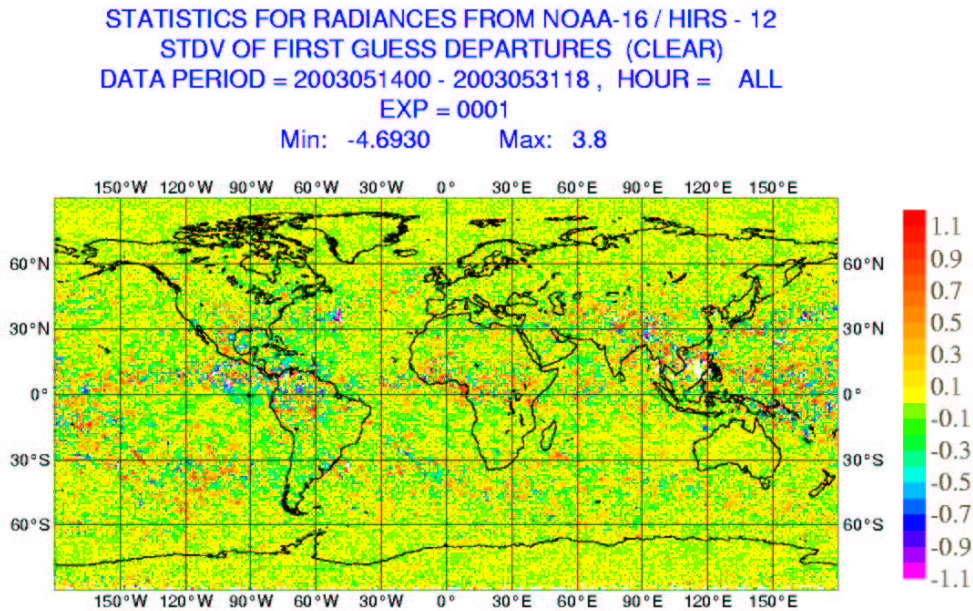 STATISTICS FOR RADIANCES FROM NOAA-16 / HIRS - 12
STDV OF FIRST GUESS DEPARTURES (CLEAR)
DATA PERIOD = 2003051400 - 2003053118 , HOUR = ALL
EXP = 0001
Min: -4.6930 Max: 3.8
150°W 120°W 90°W 60°W 30°W 0° 30°E 60°E 90°E 120°E 150°E
1.1
0.9
60°N 60°N
0.7
30°N 30°N
0.5
0.3
0° 0°
0.1
-0.1
30°S 30°S
-0.3
-0.5
60°S 60°S
-0.7
-0.9
-1.1
150°W 120°W 90°W 60°W 30°W 0° 30°E 60°E 90°E 120°E 150°E